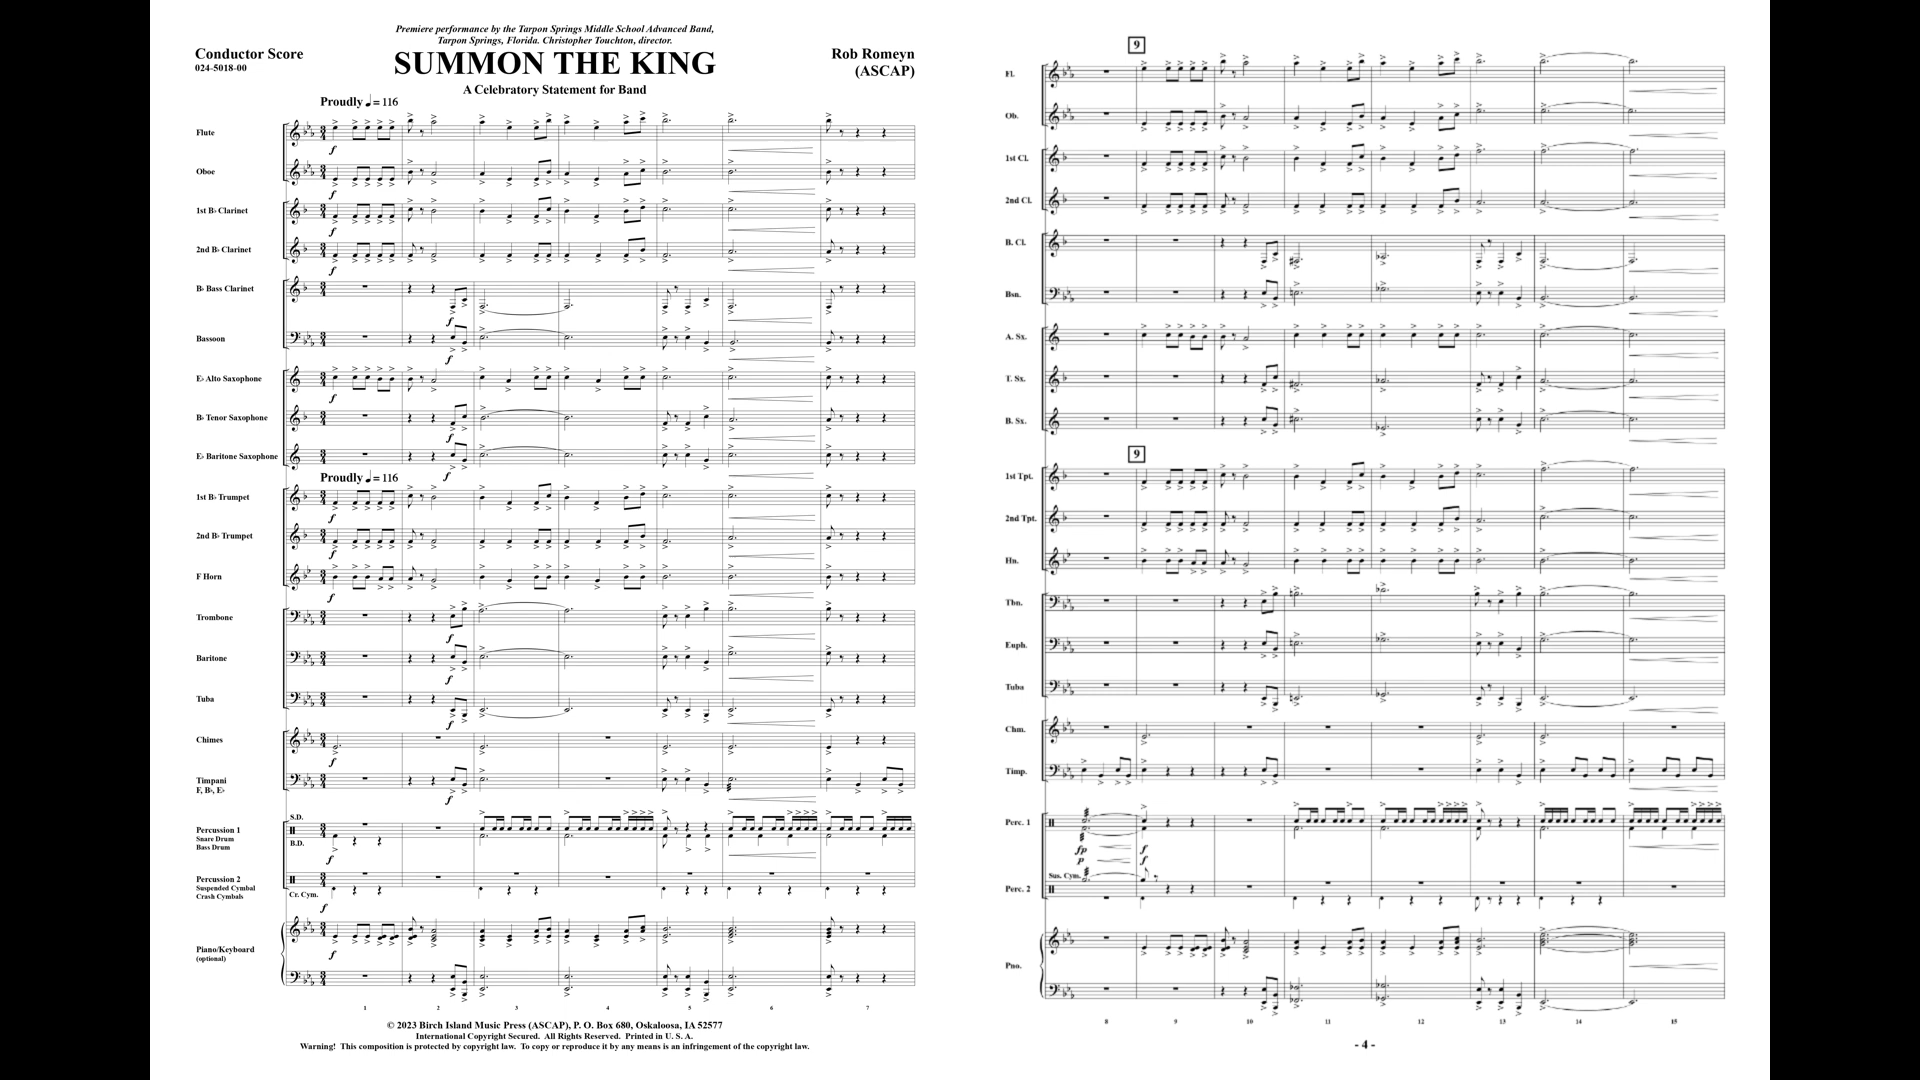 Premiere performance by the Tarpon Springs Middle School Advanced Band,
Tarpon Springs, Florida. Christopher Touchton, director.
Conductor Score
024-5018-00
SUMMON THE KING
Rob Romeyn
(ASCAP)
A Celebratory Statement for Band
Proudly ♩ = 116
Flute
f
Oboe
f
1st B♭ Clarinet
f
2nd B♭ Clarinet
f
B♭ Bass Clarinet
f
Bassoon
f
E♭ Alto Saxophone
f
B♭ Tenor Saxophone
f
E♭ Baritone Saxophone
f
Proudly ♩ = 116
1st B♭ Trumpet
f
2nd B♭ Trumpet
f
F Horn
f
Trombone
f
Baritone
f
Tuba
f
Chimes
f
Timpani
F, B♭, E♭
f
S.D.
Percussion 1
Snare Drum
Bass Drum
B.D.
f
Percussion 2
Suspended Cymbal
Crash Cymbals
Cr. Cym.
f
Piano/Keyboard
(optional)
f
1 2 3 4 5 6 7
© 2023 Birch Island Music Press (ASCAP), P. O. Box 680, Oskaloosa, IA 52577
International Copyright Secured. All Rights Reserved. Printed in U. S. A.
Warning! This composition is protected by copyright law. To copy or reproduce it by any means is an infringement of the copyright law.
9
Fl.
Ob.
1st Cl.
2nd Cl.
B. Cl.
Bsn.
A. Sx.
T. Sx.
B. Sx.
9
1st Tpt.
2nd Tpt.
Hn.
Tbn.
Euph.
Tuba
Chm.
Timp.
Perc. 1
fp f
p f
Sus. Cym.
Perc. 2
Pno.
8 9 10 11 12 13 14 15
- 4 -